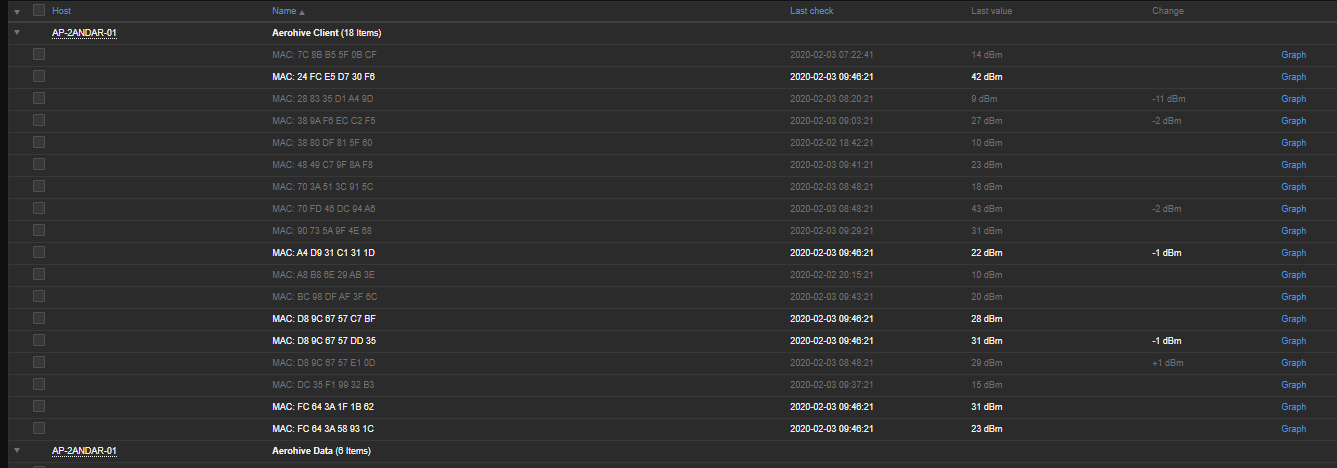 Host Name Last check Last value Change
AP-2ANDAR-01 Aerohive Client (18 Items)
MAC: 7C 8B B5 5F 0B CF 2020-02-03 07:22:41 14 dBm Graph
MAC: 24 FC E5 D7 30 F6 2020-02-03 09:46:21 42 dBm Graph
MAC: 28 83 35 D1 A4 9D 2020-02-03 08:20:21 9 dBm -11 dBm Graph
MAC: 38 9A F6 EC C2 F5 2020-02-03 09:03:21 27 dBm -2 dBm Graph
MAC: 38 80 DF 81 5F 60 2020-02-02 18:42:21 10 dBm Graph
MAC: 48 49 C7 9F 8A F8 2020-02-03 09:41:21 23 dBm Graph
MAC: 70 3A 51 3C 91 5C 2020-02-03 08:48:21 18 dBm Graph
MAC: 70 FD 46 DC 94 A6 2020-02-03 08:48:21 43 dBm -2 dBm Graph
MAC: 90 73 5A 9F 4E 68 2020-02-03 09:29:21 31 dBm Graph
MAC: A4 D9 31 C1 31 1D 2020-02-03 09:46:21 22 dBm -1 dBm Graph
MAC: A8 B8 6E 29 AB 3E 2020-02-02 20:15:21 10 dBm Graph
MAC: BC 98 DF AF 3F 6C 2020-02-03 09:43:21 20 dBm Graph
MAC: D8 9C 67 57 C7 BF 2020-02-03 09:46:21 28 dBm Graph
MAC: D8 9C 67 57 DD 35 2020-02-03 09:46:21 31 dBm -1 dBm Graph
MAC: D8 9C 67 57 E1 0D 2020-02-03 08:48:21 29 dBm +1 dBm Graph
MAC: DC 35 F1 99 32 B3 2020-02-03 09:37:21 15 dBm Graph
MAC: FC 64 3A 1F 1B 62 2020-02-03 09:46:21 31 dBm Graph
MAC: FC 64 3A 58 93 1C 2020-02-03 09:46:21 23 dBm Graph
AP-2ANDAR-01 Aerohive Data (6 Items)